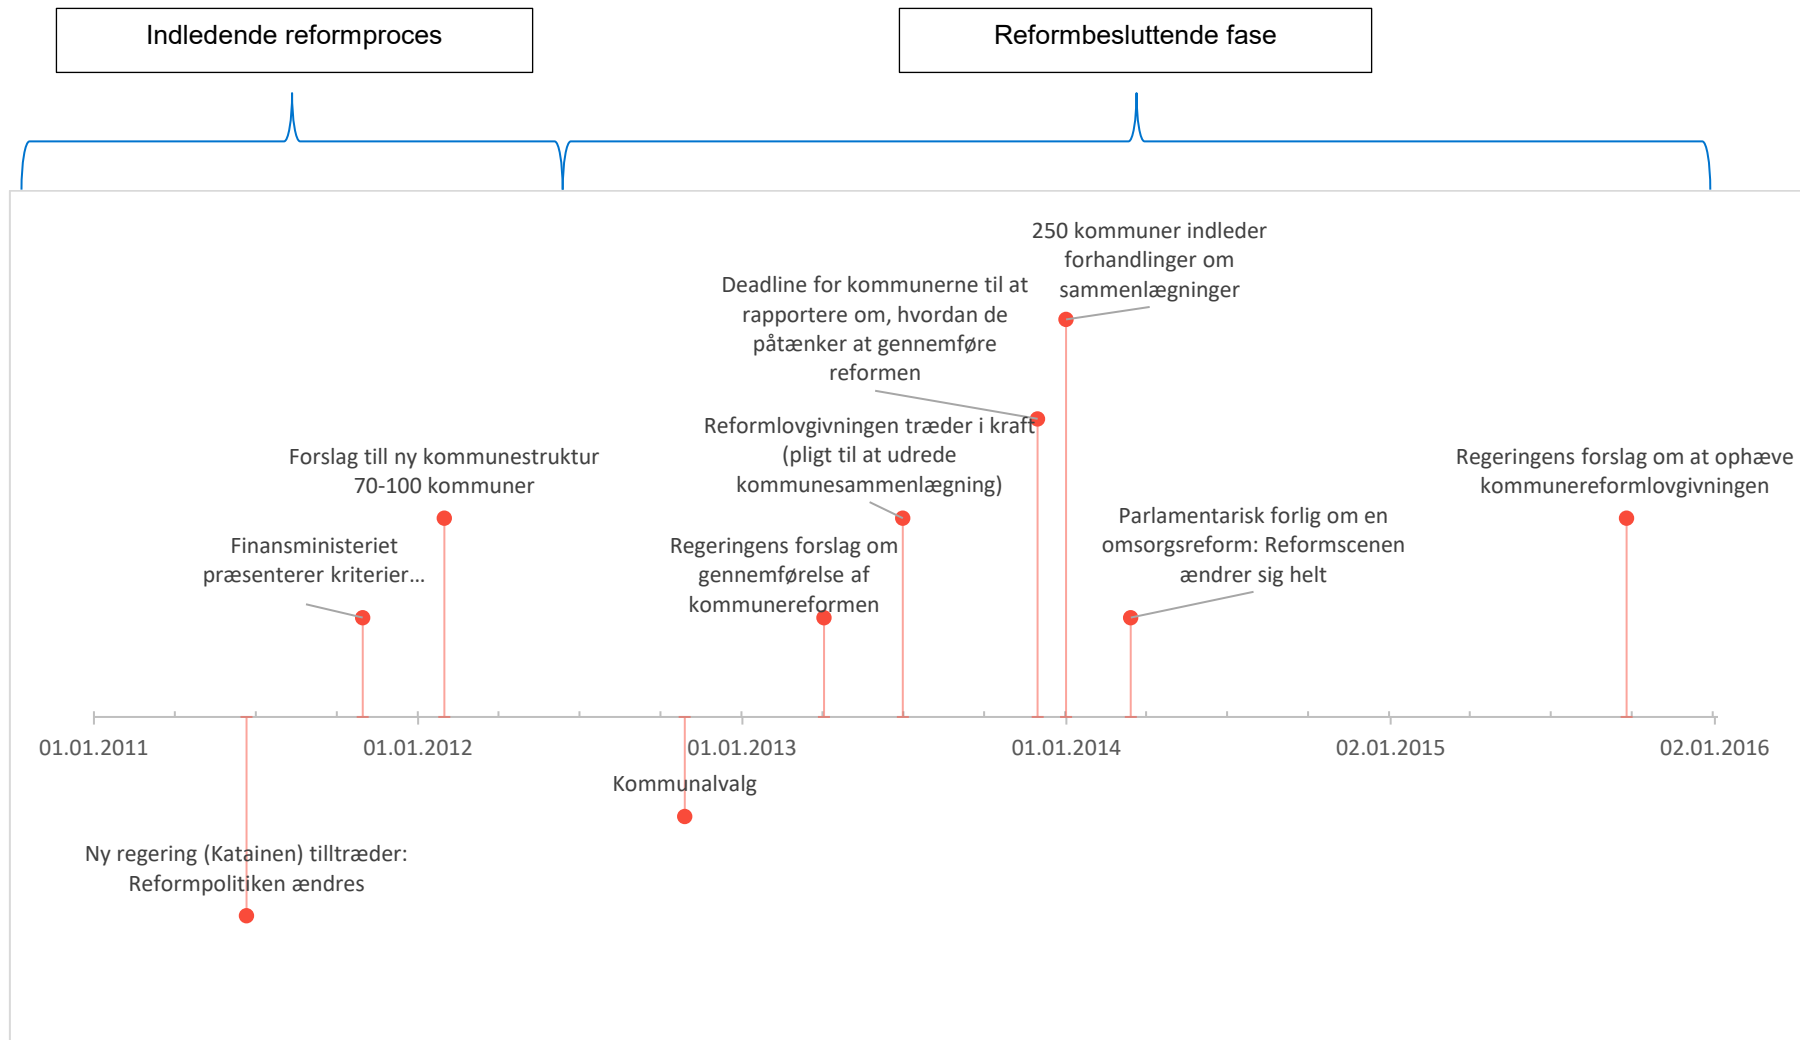 Indledende reformproces
Reformbesluttende fase
250 kommuner indleder
forhandlinger om
sammenlægninger
Deadline for kommunerne til at
rapportere om, hvordan de
påtænker at gennemføre
reformen
Reformlovgivningen træder i kraft
(pligt til at udrede
kommunesammenlægning)
Forslag till ny kommunestruktur
70-100 kommuner
Regeringens forslag om at ophæve
kommunereformlovgivningen
Finansministeriet
præsenterer kriterier...
Regeringens forslag om
gennemførelse af
kommunereformen
Parlamentarisk forlig om en
omsorgsreform: Reformscenen
ændrer sig helt
01.01.2011
01.01.2012
01.01.2013
01.01.2014
02.01.2015
02.01.2016
Kommunalvalg
Ny regering (Katainen) tilltræder:
Reformpolitiken ændres